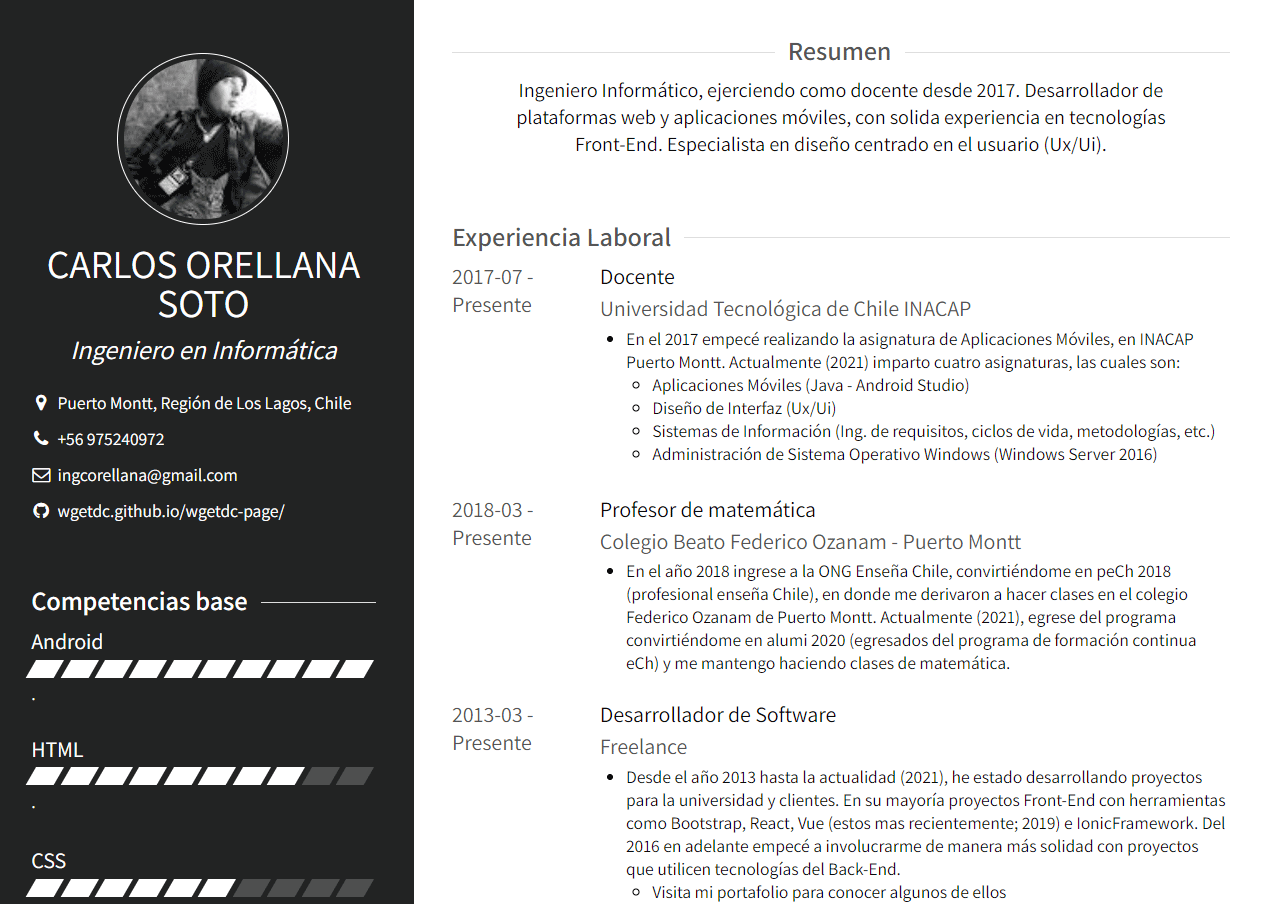 CARLOS ORELLANA
SOTO
Ingeniero en Informática
Puerto Montt, Región de Los Lagos, Chile
+56 975240972
ingcorellana@gmail.com
wgetdc.github.io/wgetdc-page/
Competencias base
Android
.
HTML
.
CSS
Resumen
Ingeniero Informático, ejerciendo como docente desde 2017. Desarrollador de
plataformas web y aplicaciones móviles, con solida experiencia en tecnologías
Front-End. Especialista en diseño centrado en el usuario (Ux/Ui).
Experiencia Laboral
2017-07 -
Presente
Docente
Universidad Tecnológica de Chile INACAP
• En el 2017 empecé realizando la asignatura de Aplicaciones Móviles, en INACAP
Puerto Montt. Actualmente (2021) imparto cuatro asignaturas, las cuales son:
◦ Aplicaciones Móviles (Java - Android Studio)
◦ Diseño de Interfaz (Ux/Ui)
◦ Sistemas de Información (Ing. de requisitos, ciclos de vida, metodologías, etc.)
◦ Administración de Sistema Operativo Windows (Windows Server 2016)
2018-03 -
Presente
Profesor de matemática
Colegio Beato Federico Ozanam - Puerto Montt
• En el año 2018 ingrese a la ONG Enseña Chile, convirtiéndome en peCh 2018
(profesional enseña Chile), en donde me derivaron a hacer clases en el colegio
Federico Ozanam de Puerto Montt. Actualmente (2021), egrese del programa
convirtiéndome en alumi 2020 (egresados del programa de formación continua
eCh) y me mantengo haciendo clases de matemática.
2013-03 -
Presente
Desarrollador de Software
Freelance
• Desde el año 2013 hasta la actualidad (2021), he estado desarrollando proyectos
para la universidad y clientes. En su mayoría proyectos Front-End con herramientas
como Bootstrap, React, Vue (estos mas recientemente; 2019) e IonicFramework. Del
2016 en adelante empecé a involucrarme de manera más solidad con proyectos
que utilicen tecnologías del Back-End.
◦ Visita mi portafolio para conocer algunos de ellos